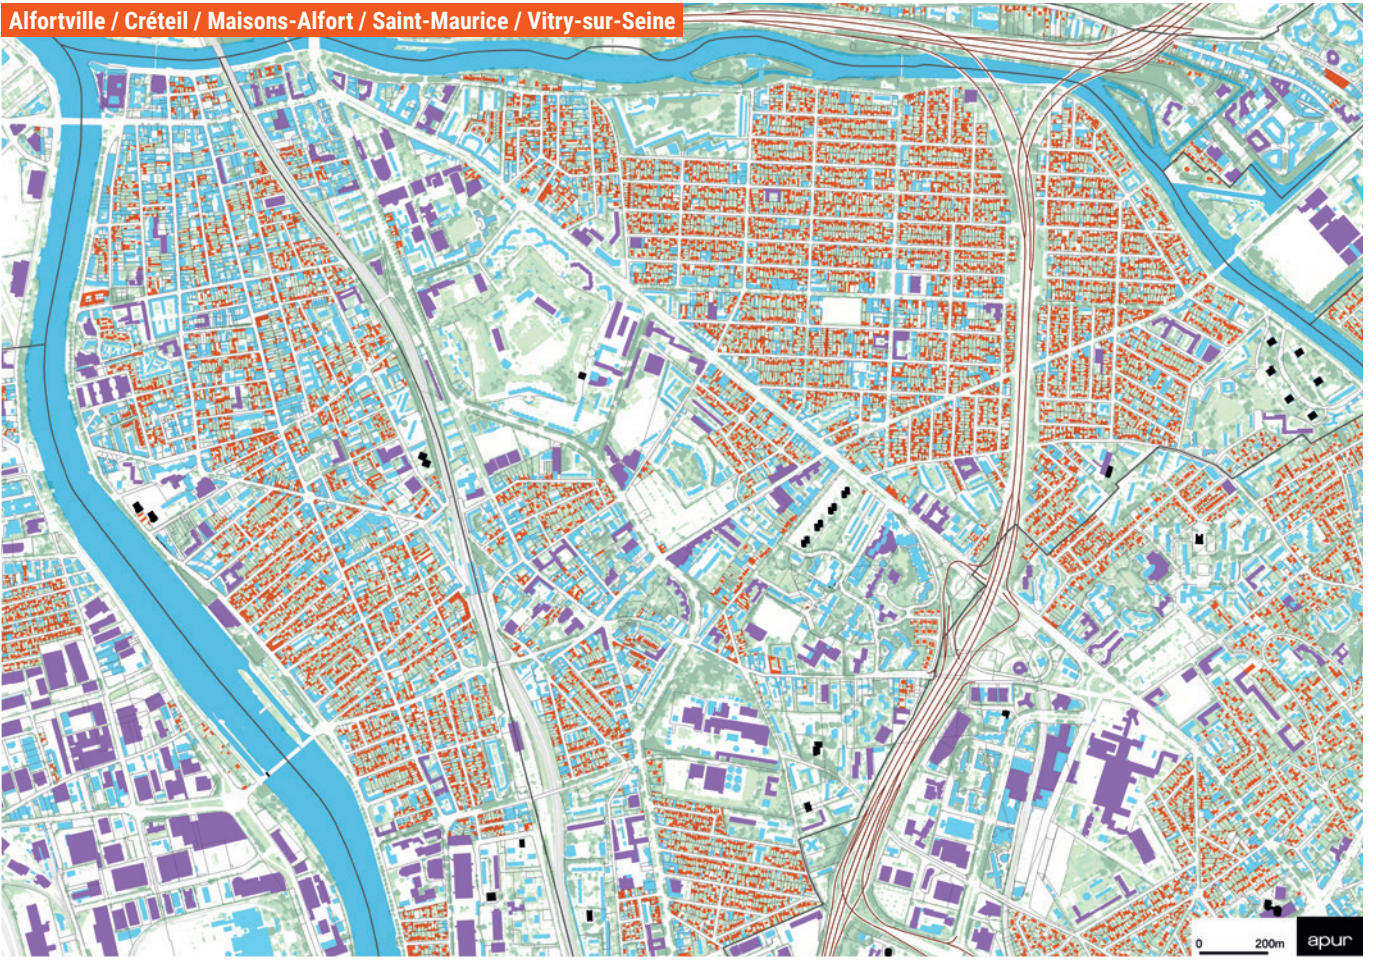 Alfortville / Créteil / Maisons-Alfort / Saint-Maurice / Vitry-sur-Seine
0 200m
apur